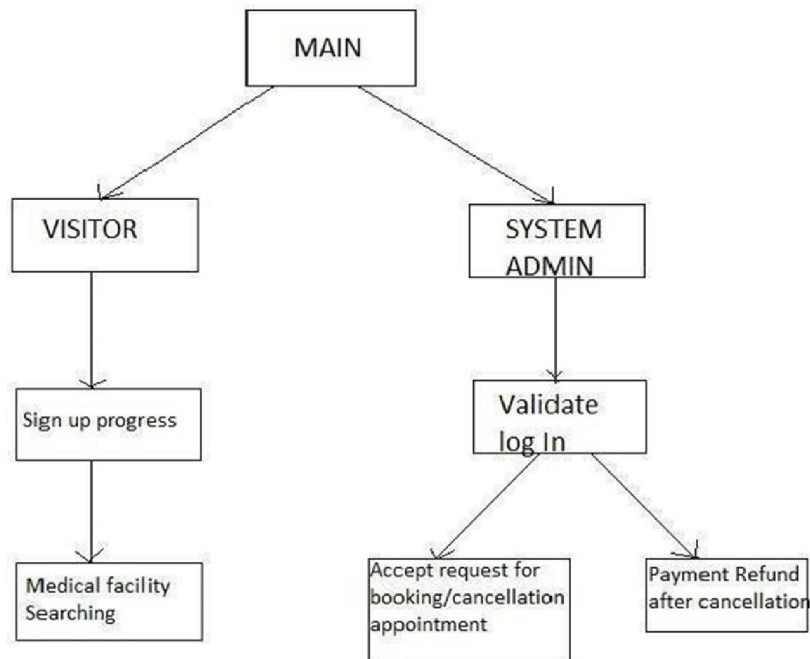 MAIN
VISITOR
SYSTEM
ADMIN
Sign up progress
Validate
log In
Medical facility
Searching
Accept request for
booking/cancellation
appointment
Payment Refund
after cancellation